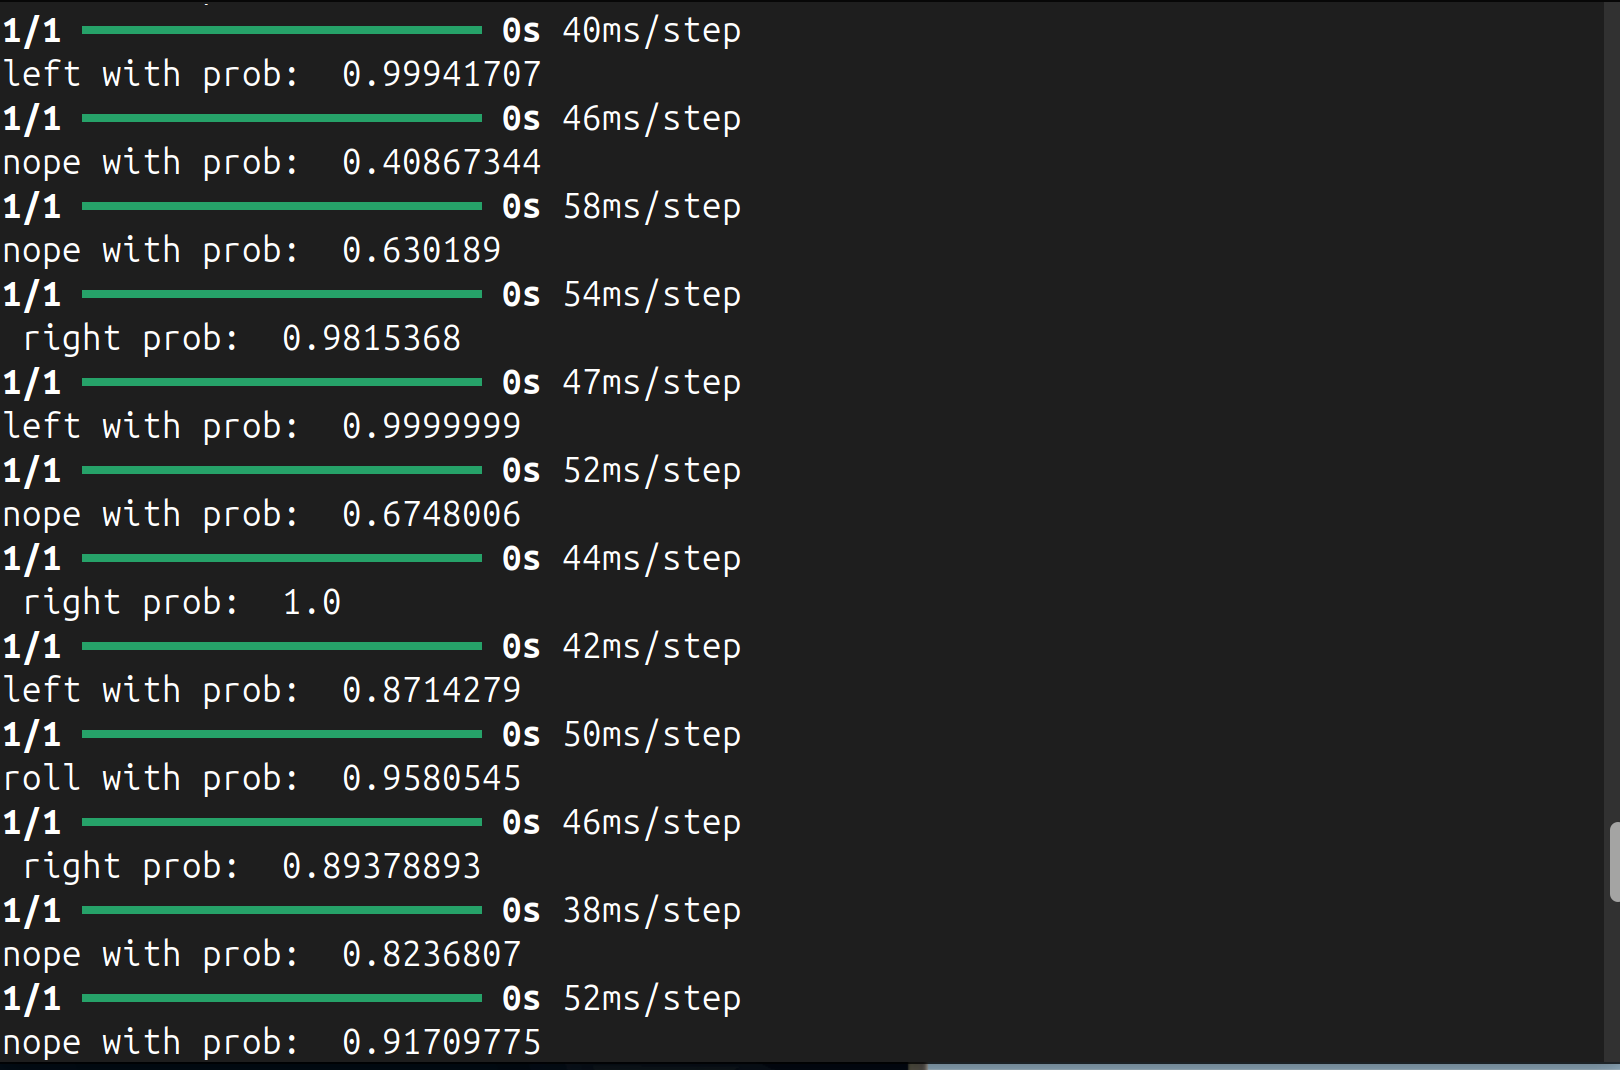 1/1 0s 40ms/step
left with prob:  0.99941707
1/1 0s 46ms/step
nope with prob:  0.40867344
1/1 0s 58ms/step
nope with prob:  0.630189
1/1 0s 54ms/step
 right prob:  0.9815368
1/1 0s 47ms/step
left with prob:  0.9999999
1/1 0s 52ms/step
nope with prob:  0.6748006
1/1 0s 44ms/step
 right prob:  1.0
1/1 0s 42ms/step
left with prob:  0.8714279
1/1 0s 50ms/step
roll with prob:  0.9580545
1/1 0s 46ms/step
 right prob:  0.89378893
1/1 0s 38ms/step
nope with prob:  0.8236807
1/1 0s 52ms/step
nope with prob:  0.91709775